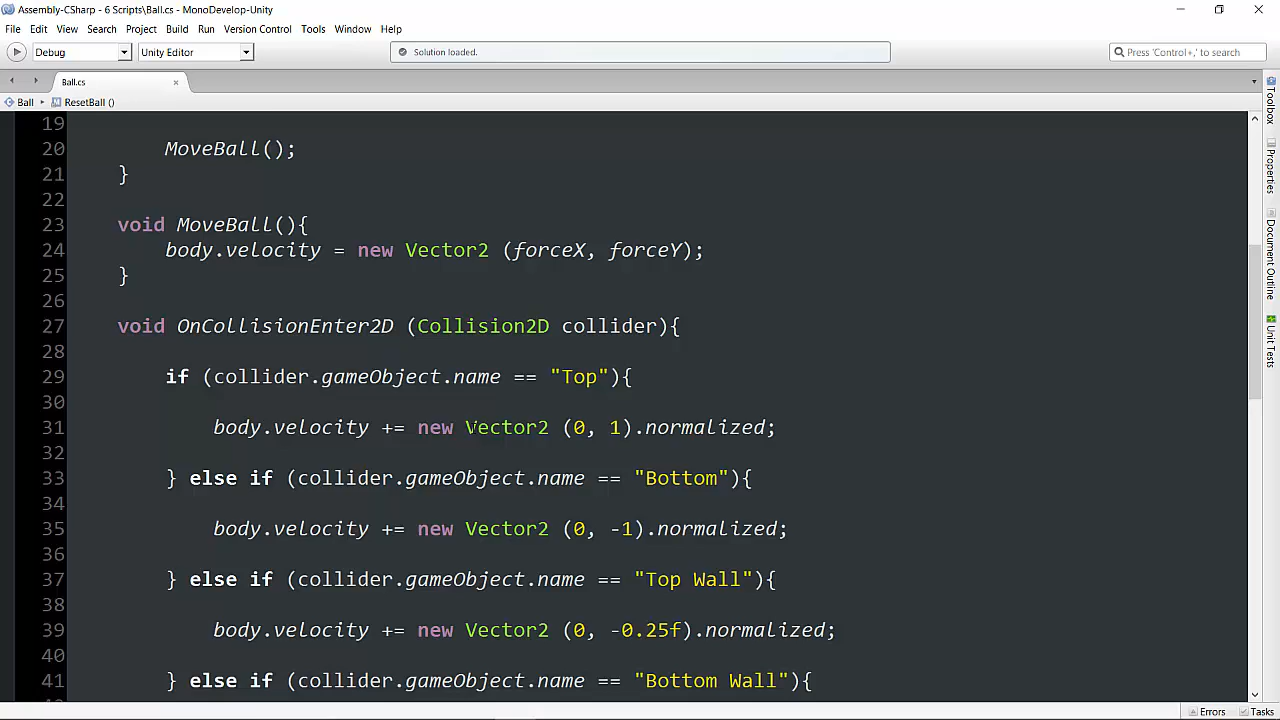 Assembly-CSharp - 6 Scripts\Ball.cs - MonoDevelop-Unity
File Edit View Search Project Build Run Version Control Tools Window Help
Debug Unity Editor Solution loaded. Press 'Control+,' to search
Ball.cs
Ball ResetBall ()
19
20 MoveBall();
21 }
22
23 void MoveBall(){
24 body.velocity = new Vector2 (forceX, forceY);
25 }
26
27 void OnCollisionEnter2D (Collision2D collider){
28
29 if (collider.gameObject.name == "Top"){
30
31 body.velocity += new Vector2 (0, 1).normalized;
32
33 } else if (collider.gameObject.name == "Bottom"){
34
35 body.velocity += new Vector2 (0, -1).normalized;
36
37 } else if (collider.gameObject.name == "Top Wall"){
38
39 body.velocity += new Vector2 (0, -0.25f).normalized;
40
41 } else if (collider.gameObject.name == "Bottom Wall"){
Toolbox
Properties
Document Outline
Unit Tests
Errors Tasks